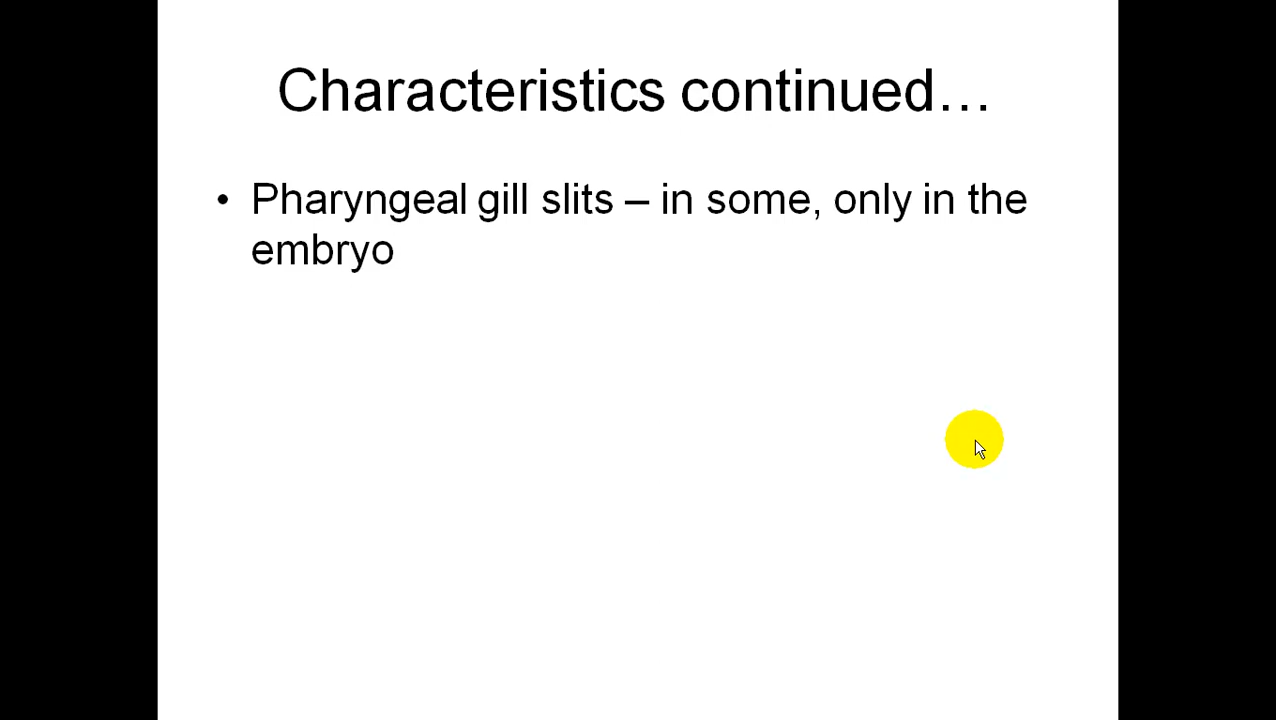 Characteristics continued…
• Pharyngeal gill slits – in some, only in the
embryo